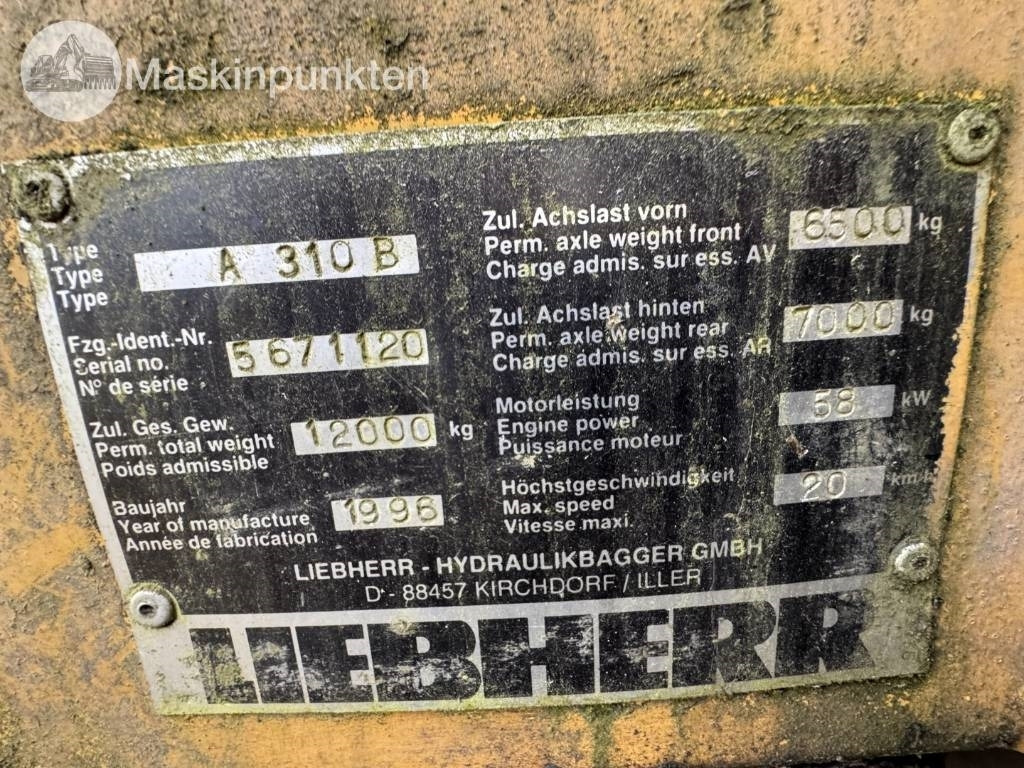 Maskinpunkten
Type
Type A 310 B
Type
Fzg.-Ident.-Nr.
Serial no. 5671120
N° de série
Zul. Ges. Gew.
Perm. total weight 12000 kg
Poids admissible
Baujahr
Year of manufacture 1996
Année de fabrication
Zul. Achslast vorn
Perm. axle weight front 6500 kg
Charge admis. sur ess. AV
Zul. Achslast hinten
Perm. axle weight rear 7000 kg
Charge admis. sur ess. AR
Motorleistung
Engine power 58 kW
Puissance moteur
Höchstgeschwindigkeit
Max. speed 20 km/h
Vitesse maxi.
LIEBHERR - HYDRAULIKBAGGER GMBH
D - 88457 KIRCHDORF / ILLER
LIEBHERR